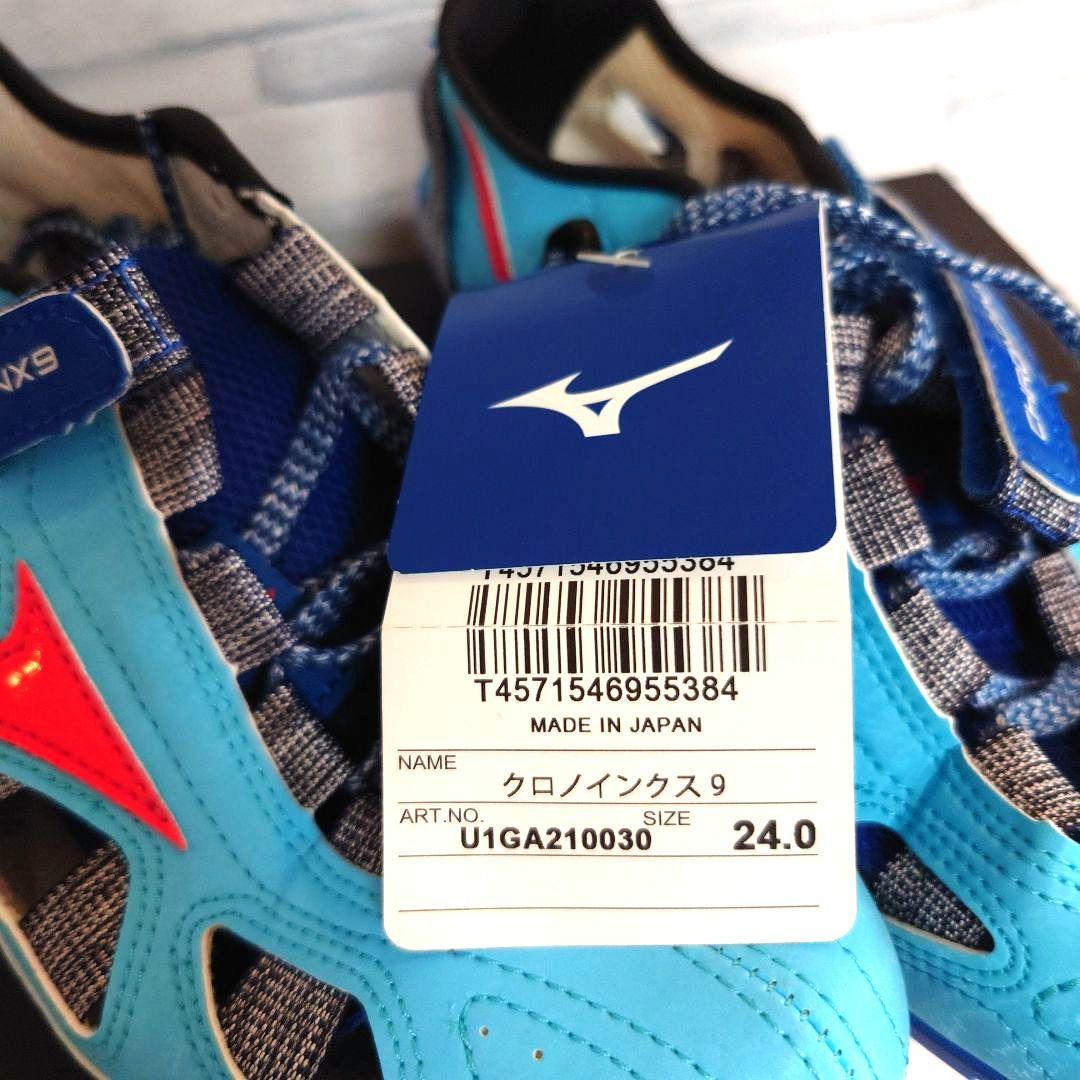 NX9
T4571546955384
T4571546955384
MADE IN JAPAN
NAME
クロノインクス9
ART.NO.
U1GA210030
SIZE
24.0